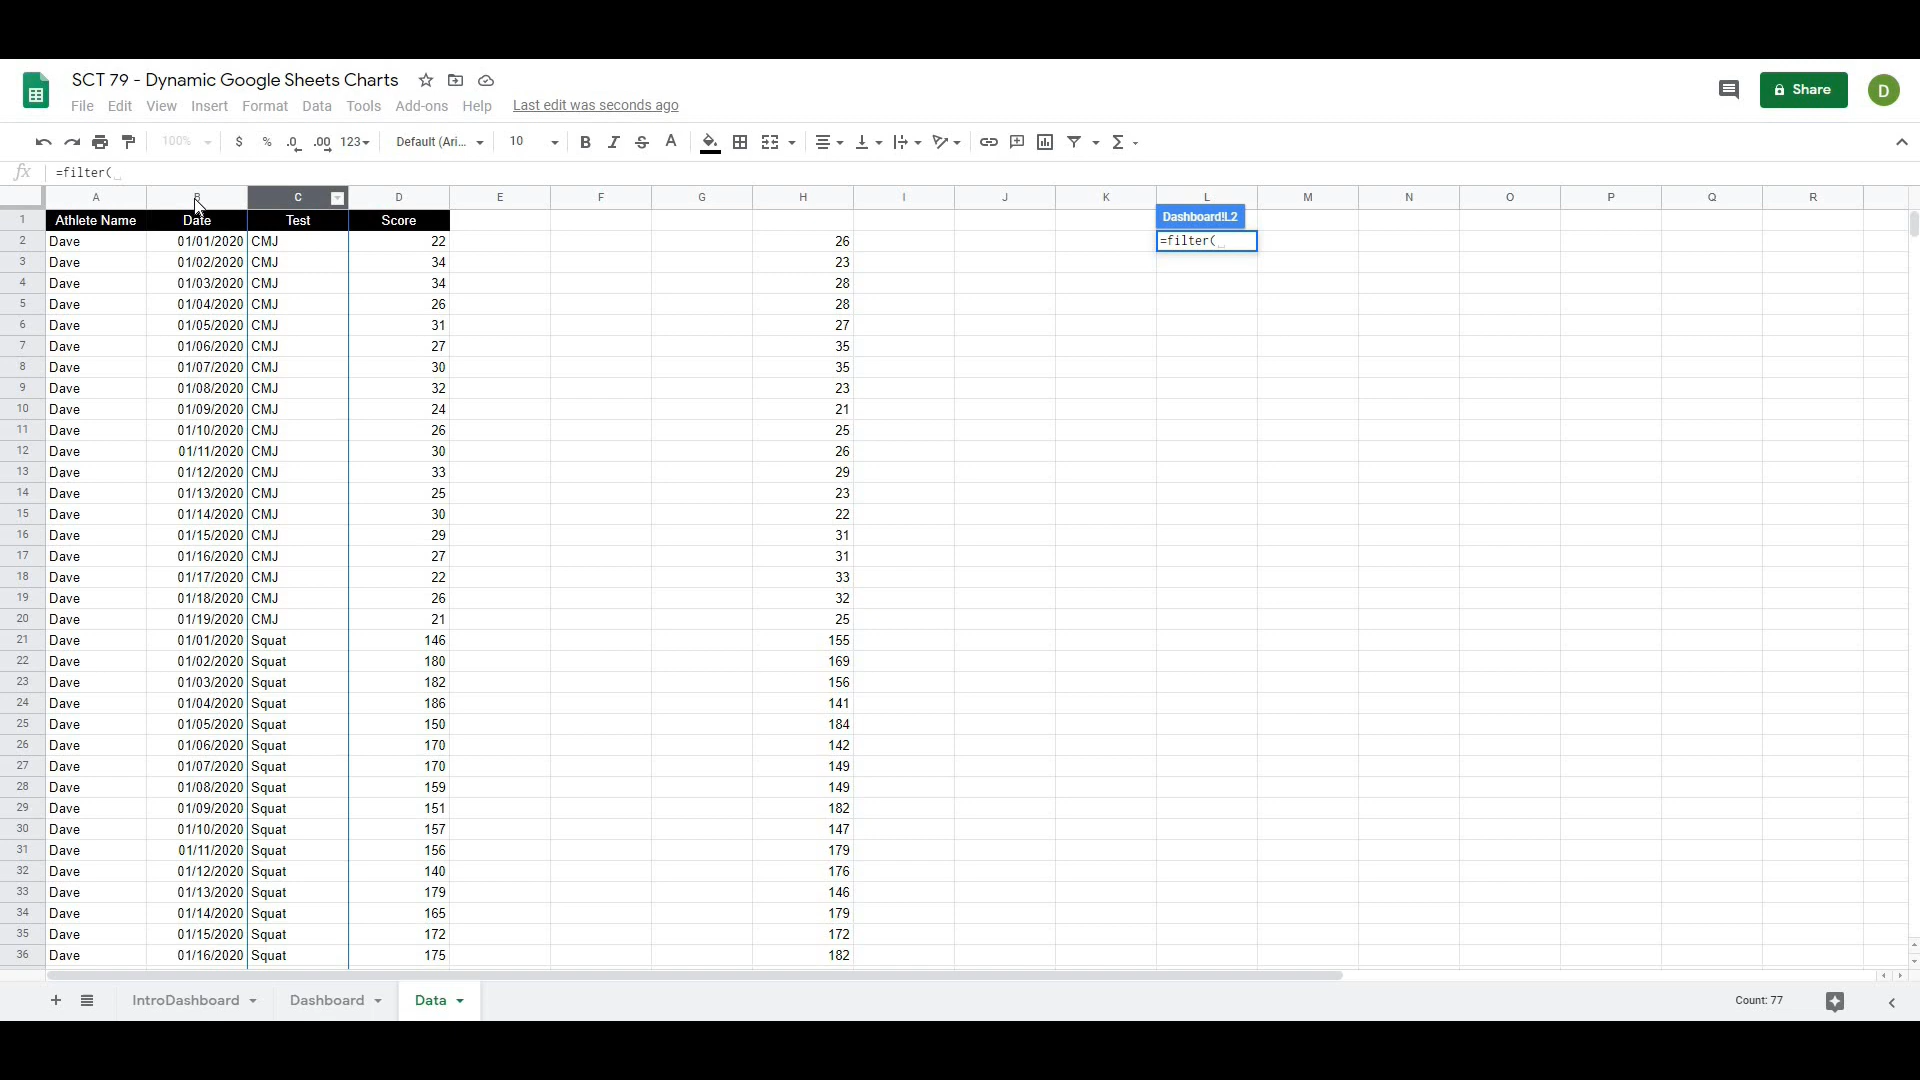 SCT 79 - Dynamic Google Sheets Charts
Share
D
File Edit View Insert Format Data Tools Add-ons Help Last edit was seconds ago
100% $ % .0 .00 123 Default (Ari... 10 B I S A Σ
fx =filter(
A B C D E F G H I J K L M N O P Q R
1 Athlete Name Date Test Score Dashboard!L2
2 Dave 01/01/2020 CMJ 22 26 =filter(
3 Dave 01/02/2020 CMJ 34 23
4 Dave 01/03/2020 CMJ 34 28
5 Dave 01/04/2020 CMJ 26 28
6 Dave 01/05/2020 CMJ 31 27
7 Dave 01/06/2020 CMJ 27 35
8 Dave 01/07/2020 CMJ 30 35
9 Dave 01/08/2020 CMJ 32 23
10 Dave 01/09/2020 CMJ 24 21
11 Dave 01/10/2020 CMJ 26 25
12 Dave 01/11/2020 CMJ 30 26
13 Dave 01/12/2020 CMJ 33 29
14 Dave 01/13/2020 CMJ 25 23
15 Dave 01/14/2020 CMJ 30 22
16 Dave 01/15/2020 CMJ 29 31
17 Dave 01/16/2020 CMJ 27 31
18 Dave 01/17/2020 CMJ 22 33
19 Dave 01/18/2020 CMJ 26 32
20 Dave 01/19/2020 CMJ 21 25
21 Dave 01/01/2020 Squat 146 155
22 Dave 01/02/2020 Squat 180 169
23 Dave 01/03/2020 Squat 182 156
24 Dave 01/04/2020 Squat 186 141
25 Dave 01/05/2020 Squat 150 184
26 Dave 01/06/2020 Squat 170 142
27 Dave 01/07/2020 Squat 170 149
28 Dave 01/08/2020 Squat 159 149
29 Dave 01/09/2020 Squat 151 182
30 Dave 01/10/2020 Squat 157 147
31 Dave 01/11/2020 Squat 156 179
32 Dave 01/12/2020 Squat 140 176
33 Dave 01/13/2020 Squat 179 146
34 Dave 01/14/2020 Squat 165 179
35 Dave 01/15/2020 Squat 172 172
36 Dave 01/16/2020 Squat 175 182
IntroDashboard Dashboard Data Count: 77